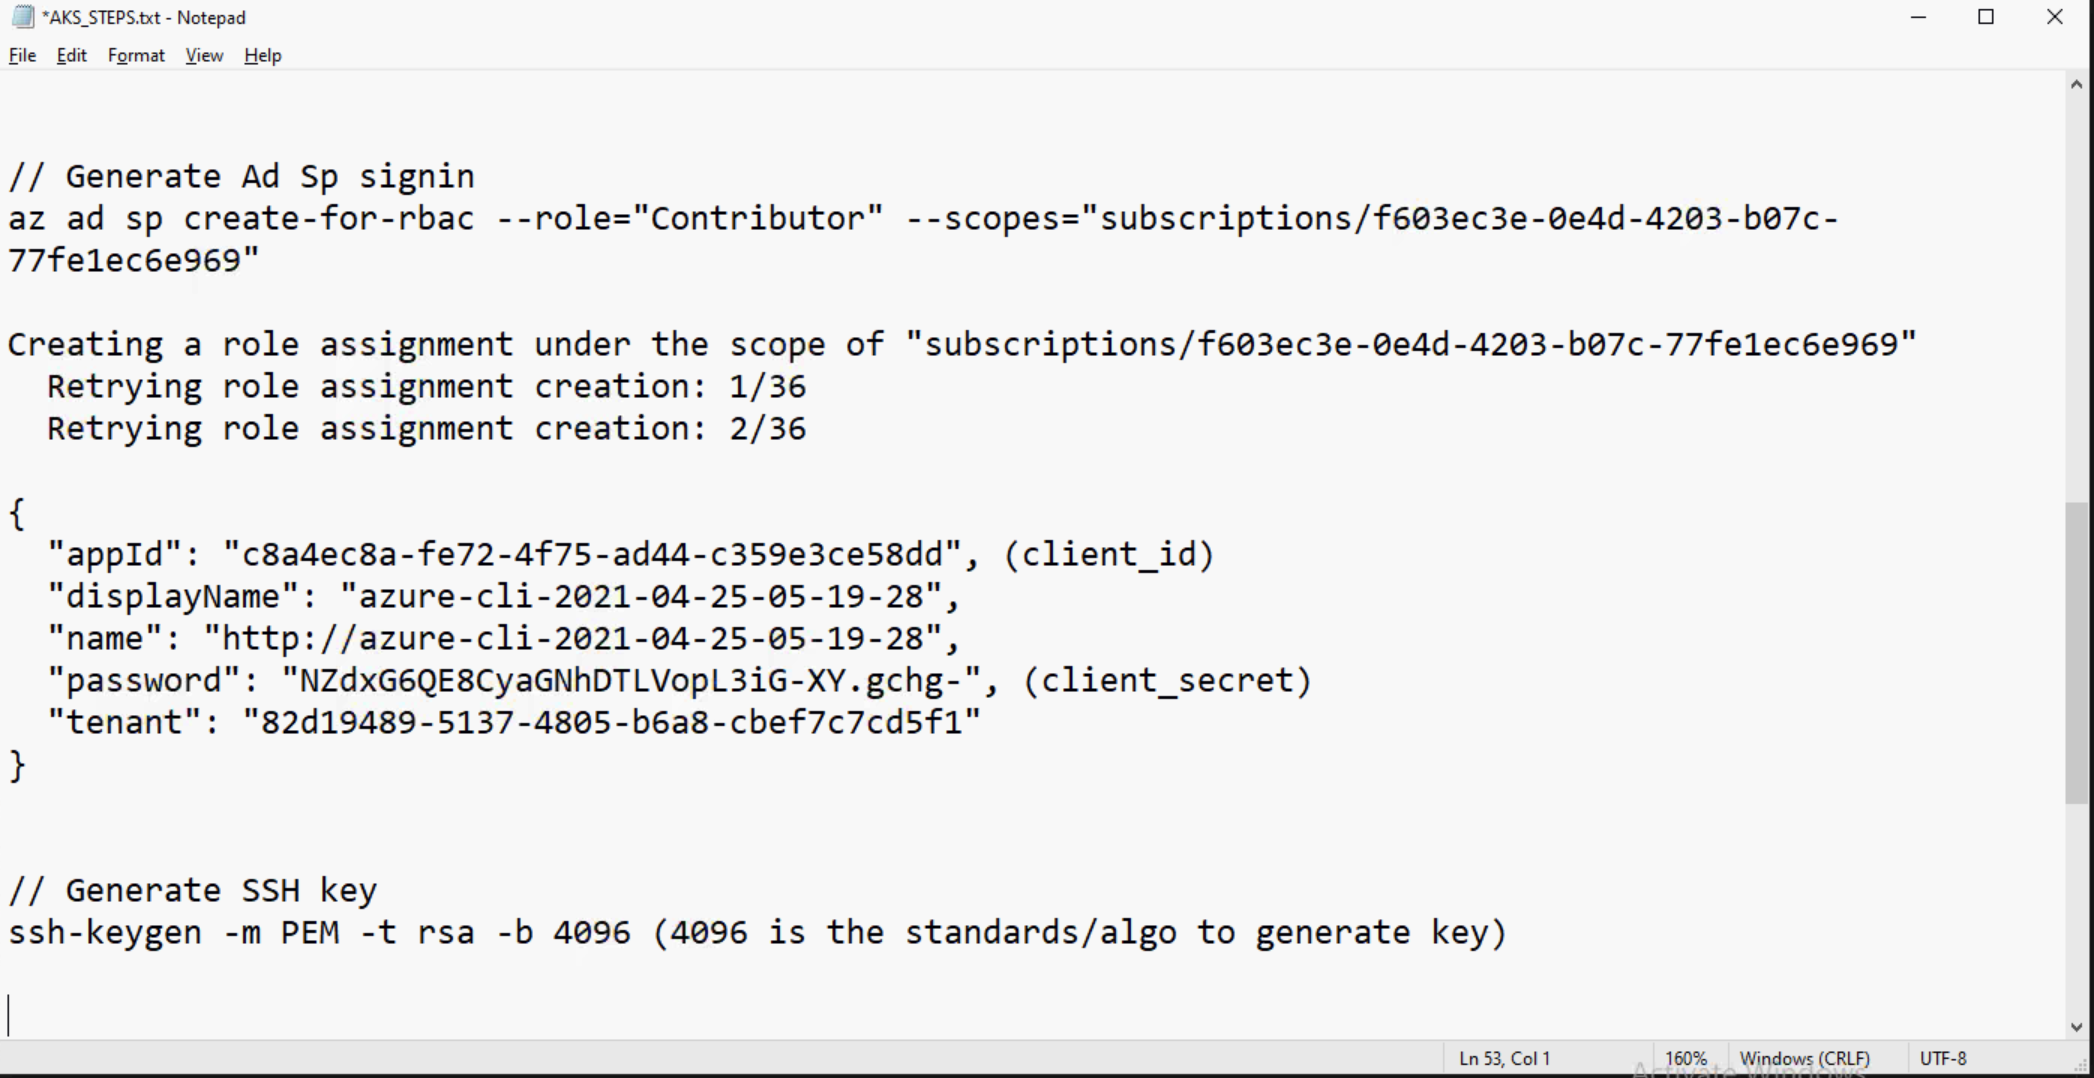 *AKS_STEPS.txt - Notepad
File Edit Format View Help
// Generate Ad Sp signin
az ad sp create-for-rbac --role="Contributor" --scopes="subscriptions/f603ec3e-0e4d-4203-b07c-
77fe1ec6e969"
Creating a role assignment under the scope of "subscriptions/f603ec3e-0e4d-4203-b07c-77fe1ec6e969"
  Retrying role assignment creation: 1/36
  Retrying role assignment creation: 2/36
{
  "appId": "c8a4ec8a-fe72-4f75-ad44-c359e3ce58dd", (client_id)
  "displayName": "azure-cli-2021-04-25-05-19-28",
  "name": "http://azure-cli-2021-04-25-05-19-28",
  "password": "NZdxG6QE8CyaGNhDTLVopL3iG-XY.gchg-", (client_secret)
  "tenant": "82d19489-5137-4805-b6a8-cbef7c7cd5f1"
}
// Generate SSH key
ssh-keygen -m PEM -t rsa -b 4096 (4096 is the standards/algo to generate key)
Ln 53, Col 1 160% Windows (CRLF) UTF-8
Activate Windows